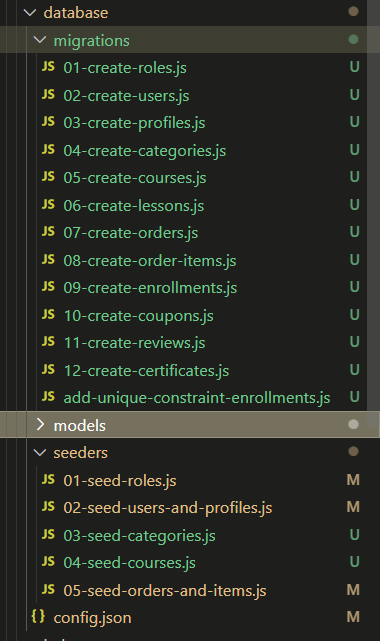 database
migrations
JS 01-create-roles.js U
JS 02-create-users.js U
JS 03-create-profiles.js U
JS 04-create-categories.js U
JS 05-create-courses.js U
JS 06-create-lessons.js U
JS 07-create-orders.js U
JS 08-create-order-items.js U
JS 09-create-enrollments.js U
JS 10-create-coupons.js U
JS 11-create-reviews.js U
JS 12-create-certificates.js U
JS add-unique-constraint-enrollments.js U
models
seeders
JS 01-seed-roles.js M
JS 02-seed-users-and-profiles.js M
JS 03-seed-categories.js U
JS 04-seed-courses.js U
JS 05-seed-orders-and-items.js M
{} config.json M